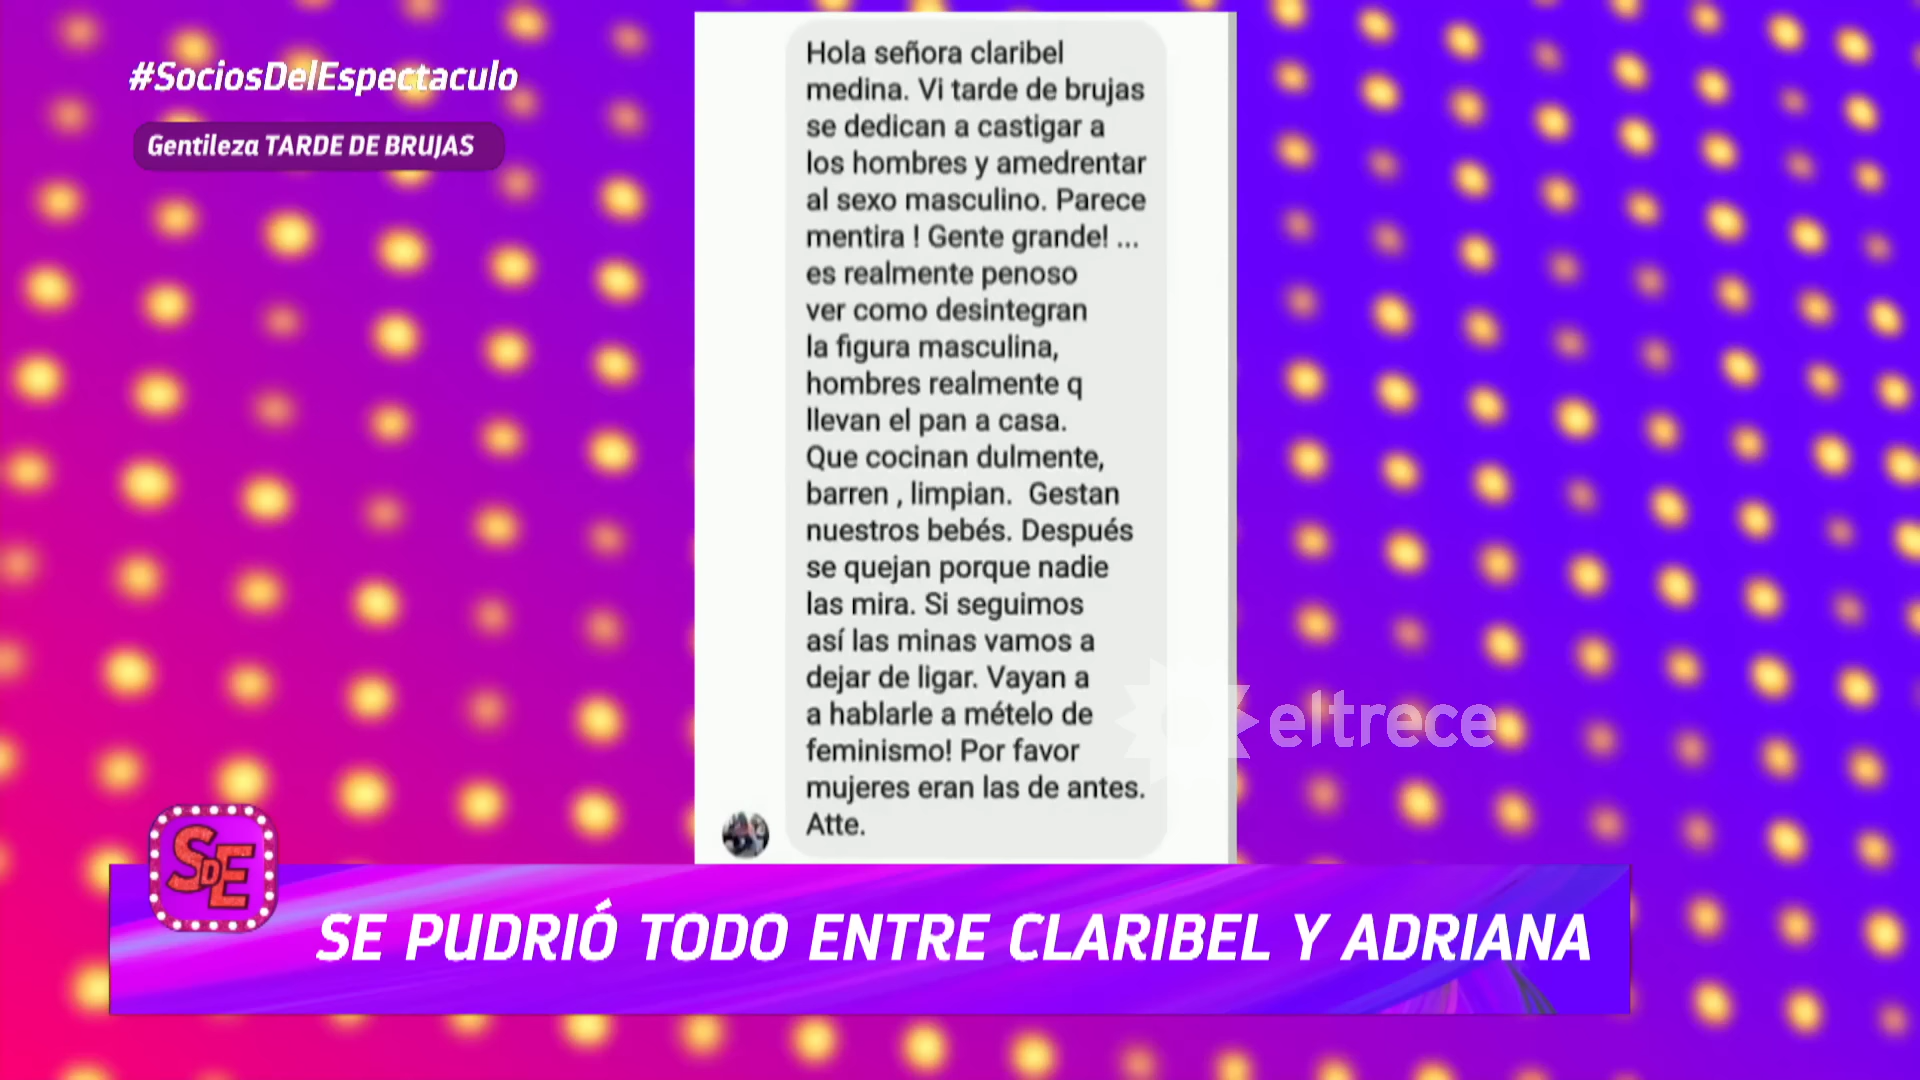 #SociosDelEspectaculo
Gentileza TARDE DE BRUJAS
Hola señora claribel
medina. Vi tarde de brujas
se dedican a castigar a
los hombres y amedrentar
al sexo masculino. Parece
mentira ! Gente grande! ...
es realmente penoso
ver como desintegran
la figura masculina,
hombres realmente q
llevan el pan a casa.
Que cocinan dulmente,
barren , limpian.  Gestan
nuestros bebés. Después
se quejan porque nadie
las mira. Si seguimos
así las minas vamos a
dejar de ligar. Vayan a
a hablarle a mételo de
feminismo! Por favor
mujeres eran las de antes.
Atte.
eltrece
SDE
SE PUDRIÓ TODO ENTRE CLARIBEL Y ADRIANA